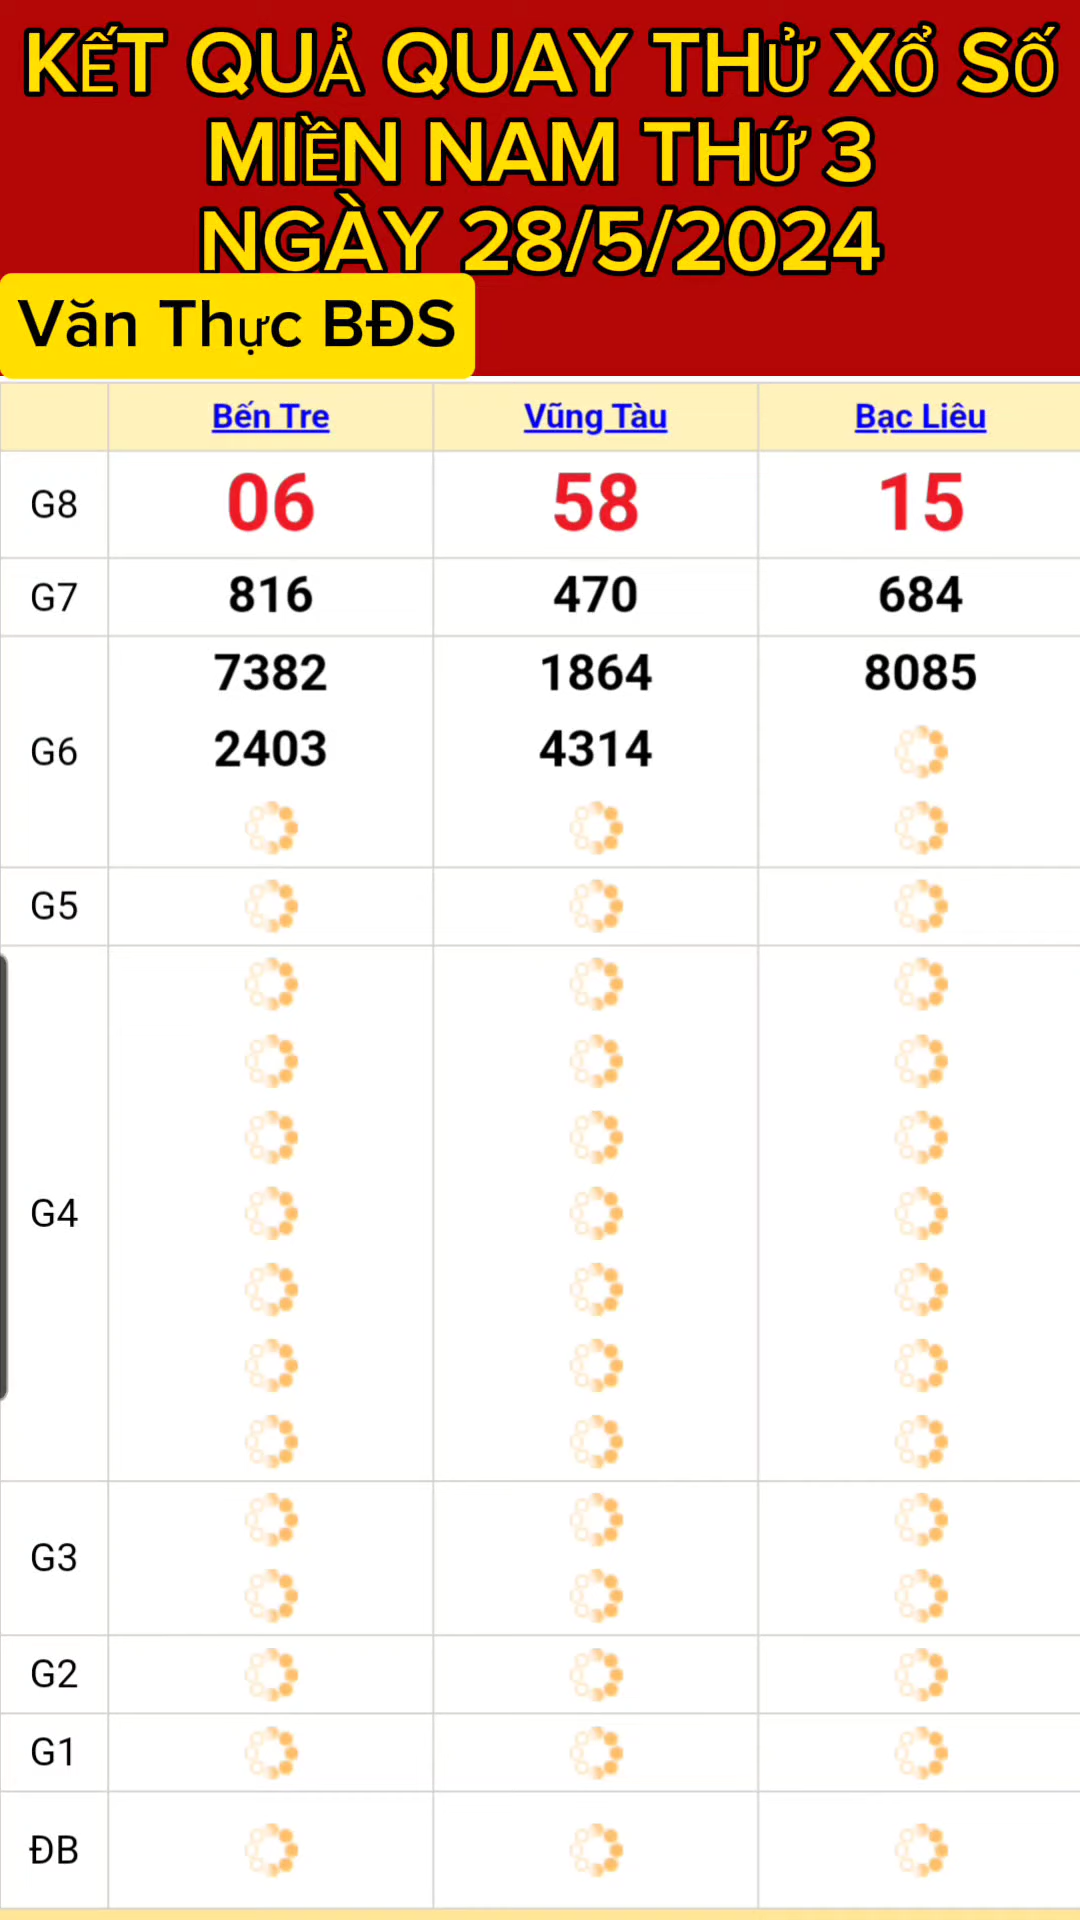 KẾT QUẢ QUAY THỬ XỔ SỐ
MIỀN NAM THỨ 3
NGÀY 28/5/2024
Văn Thực BĐS
Bến Tre Vũng Tàu Bạc Liêu
G8 06 58 15
G7 816 470 684
7382 1864 8085
G6 2403 4314
G5
G4
G3
G2
G1
ĐB